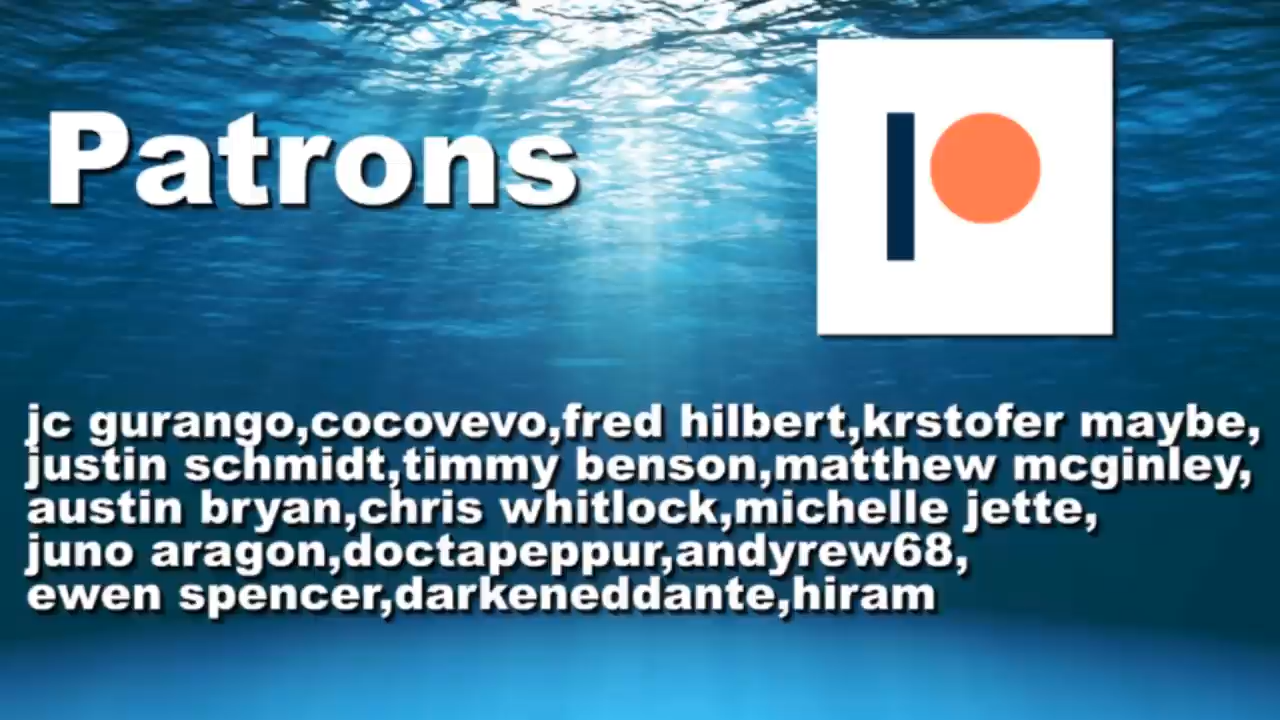 Patrons
jc gurango,cocovevo,fred hilbert,krstofer maybe,
justin schmidt,timmy benson,matthew mcginley,
austin bryan,chris whitlock,michelle jette,
juno aragon,doctapeppur,andyrew68,
ewen spencer,darkeneddante,hiram